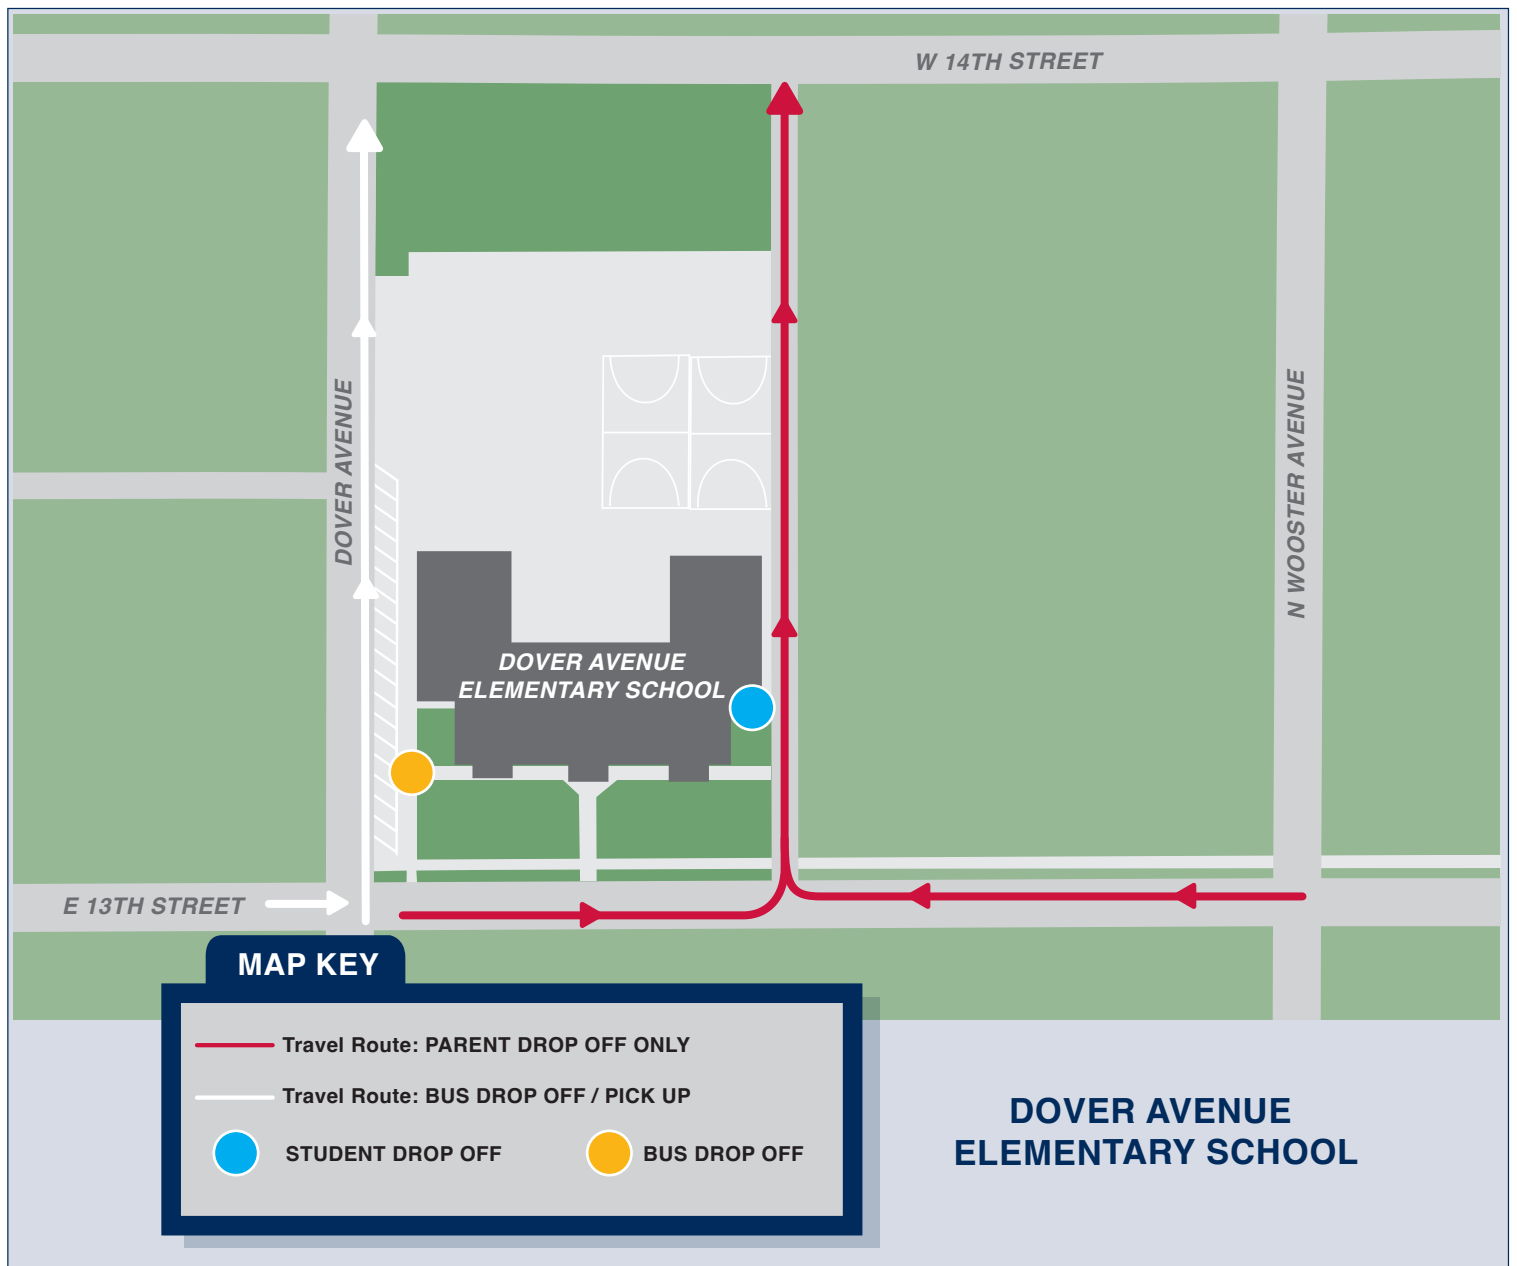 W 14TH STREET
DOVER AVENUE
N WOOSTER AVENUE
DOVER AVENUE
ELEMENTARY SCHOOL
E 13TH STREET
MAP KEY
Travel Route: PARENT DROP OFF ONLY
Travel Route: BUS DROP OFF / PICK UP
STUDENT DROP OFF
BUS DROP OFF
DOVER AVENUE
ELEMENTARY SCHOOL